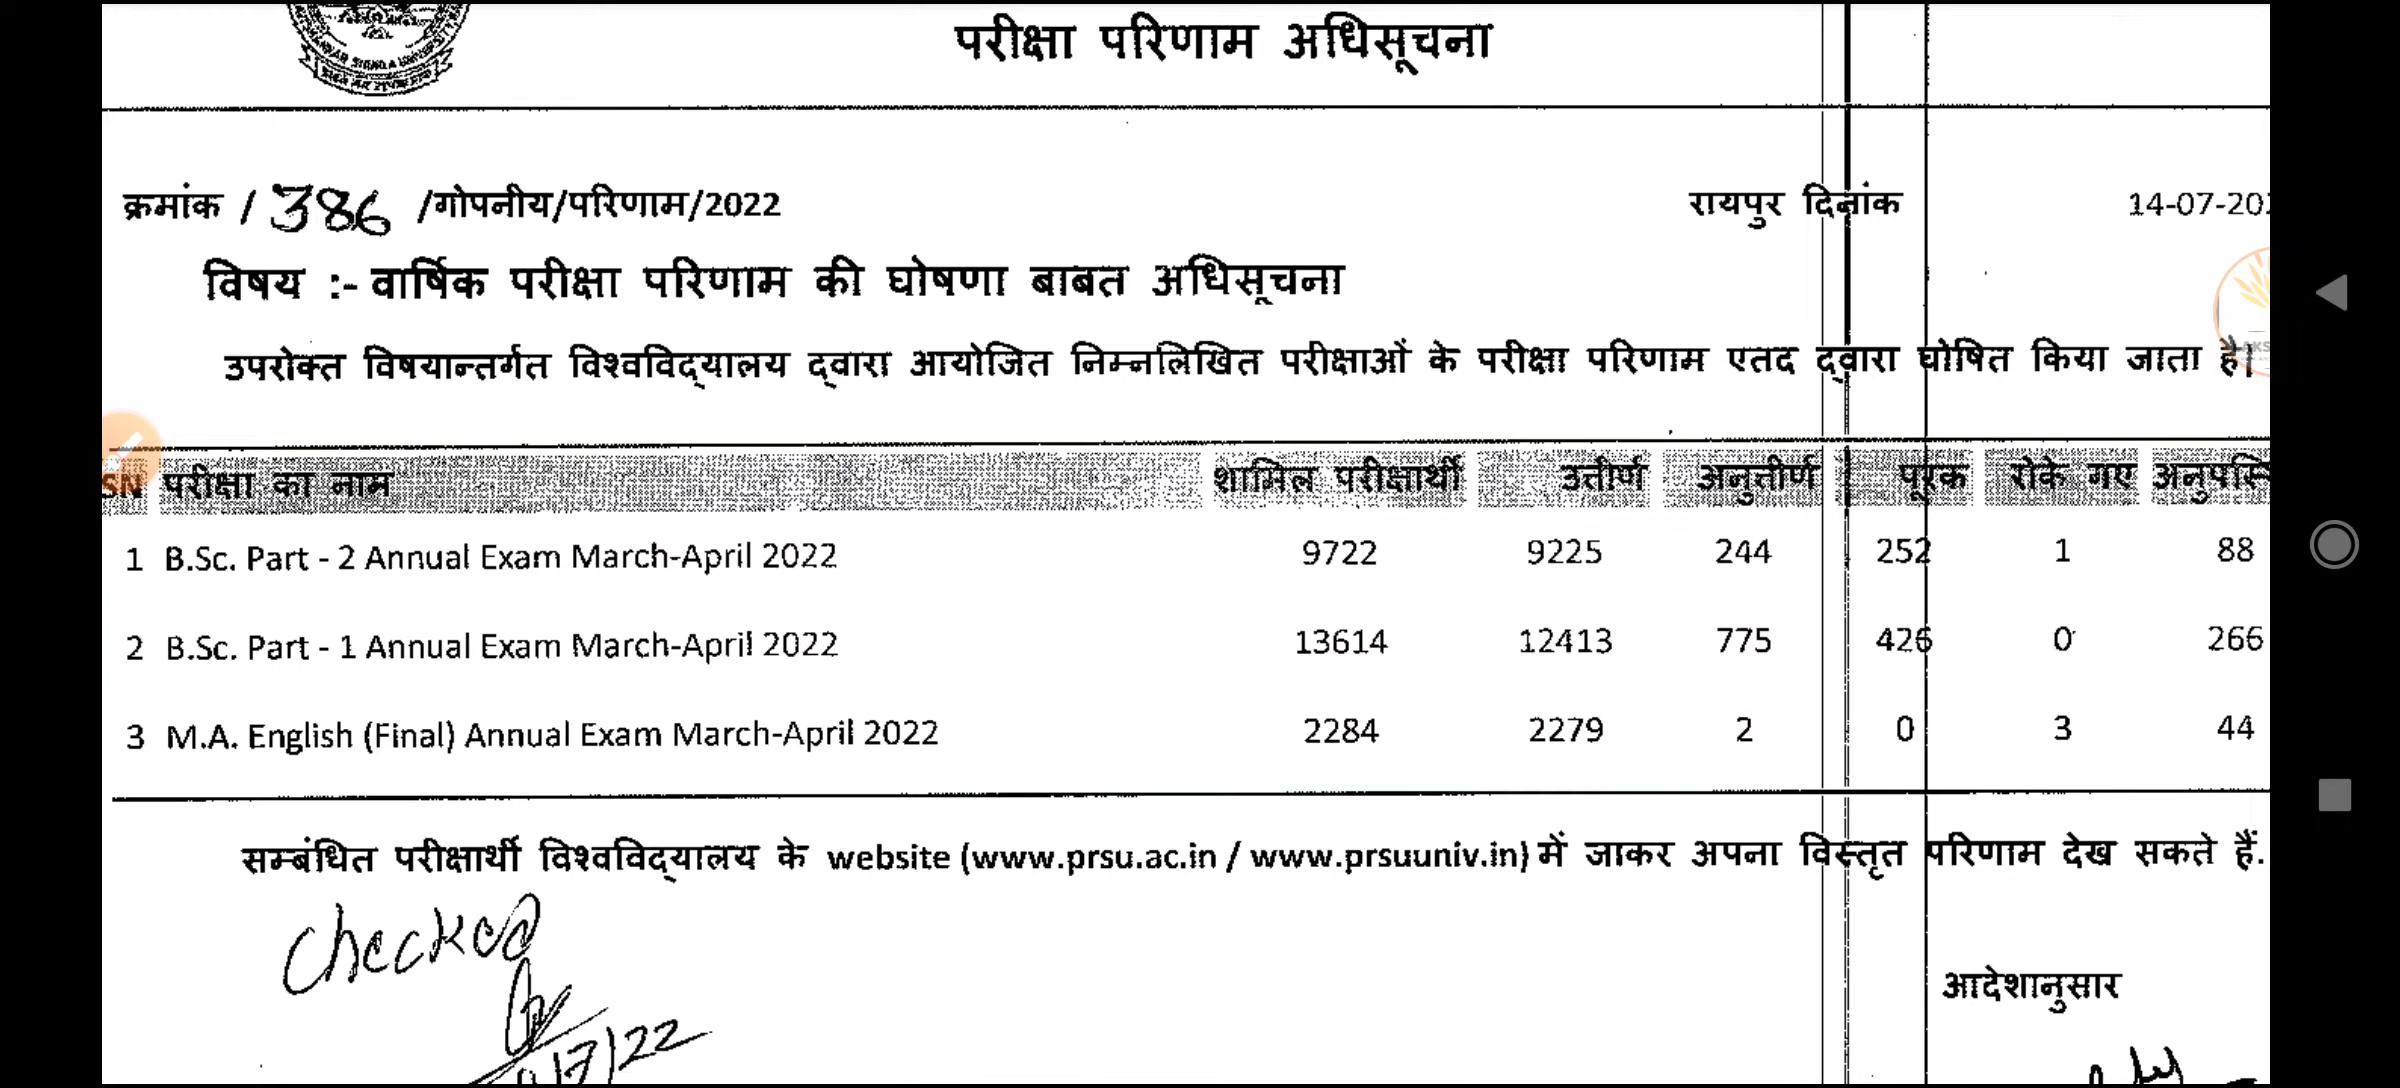 परीक्षा परिणाम अधिसूचना
क्रमांक / 386 /गोपनीय/परिणाम/2022 रायपुर दिनांक 14-07-20
विषय :- वार्षिक परीक्षा परिणाम की घोषणा बाबत अधिसूचना
उपरोक्त विषयान्तर्गत विश्वविद्यालय द्वारा आयोजित निम्नलिखित परीक्षाओं के परीक्षा परिणाम एतद द्वारा घोषित किया जाता है।
SN परीक्षा का नाम शामिल परीक्षार्थी उतीर्ण अनुतीर्ण पूरक रोके गए अनुपस्थि
1 B.Sc. Part - 2 Annual Exam March-April 2022 9722 9225 244 252 1 88
2 B.Sc. Part - 1 Annual Exam March-April 2022 13614 12413 775 426 0 266
3 M.A. English (Final) Annual Exam March-April 2022 2284 2279 2 0 3 44
सम्बंधित परीक्षार्थी विश्वविद्यालय के website (www.prsu.ac.in / www.prsuuniv.in) में जाकर अपना विस्तृत परिणाम देख सकते हैं.
Checked
आदेशानुसार
/7/22